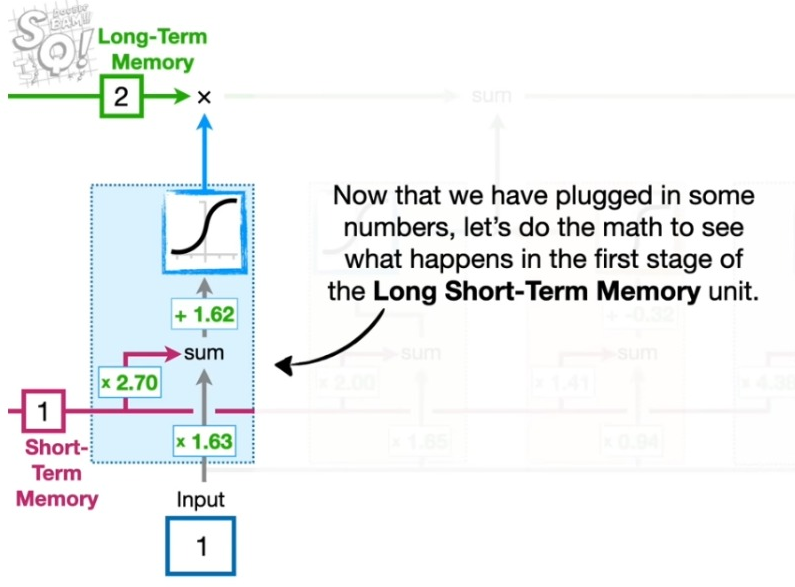 STATQUEST
Long-Term
Memory
2
×
sum
Now that we have plugged in some
numbers, let's do the math to see
what happens in the first stage of
the Long Short-Term Memory unit.
+ 1.62
+ -0.32
sum
sum
sum
× 2.70
× 2.00
× 1.41
× 4.38
1
× 1.63
× 1.65
× 0.94
Short-
Term
Memory
Input
1